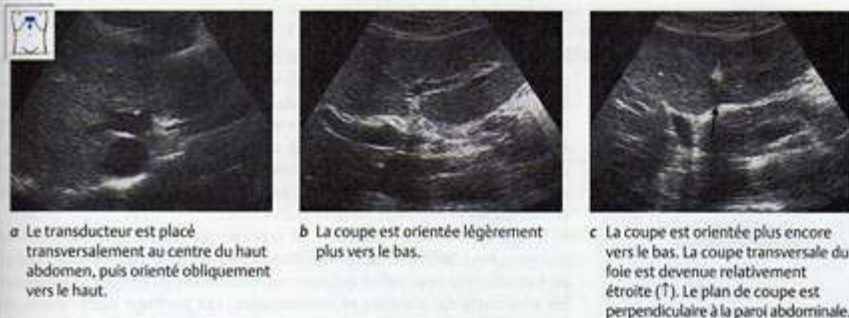 a Le transducteur est placé
transversalement au centre du haut
abdomen, puis orienté obliquement
vers le haut.
b La coupe est orientée légèrement
plus vers le bas.
c La coupe est orientée plus encore
vers le bas. La coupe transversale du
foie est devenue relativement
étroite (↑). Le plan de coupe est
perpendiculaire à la paroi abdominale.